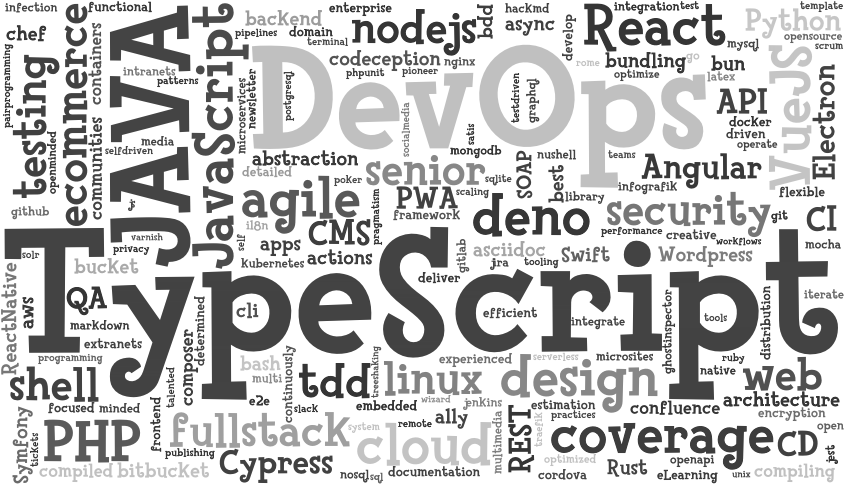 infection
functional
enterprise
hackmd
integrationtest
template
chef
backend
pipelines
domain
terminal
nodejs
bdd
async
develop
React
Python
opensource
scrum
pairprogramming
testing
openminded
ecommerce
containers
JAVA
JavaScript
intranets
patterns
codeception
nginx
phpunit
pioneer
DevOps
rome
bundling
go
mysql
bun
optimize
latex
VueJS
Electron
microservices
newsletter
postgresql
socialmedia
testdriven
graphql
API
docker
driven
operate
media
selfdriven
communities
abstraction
detailed
satis
mongodb
senior
poker
sqlite
SOAP
nushell
best
teams
Angular
infografik
library
flexible
github
jr
agile
i18n
pragmatism
PWA
scaling
framework
deno
security
git
CI
performance
creative
workflows
mocha
varnish
privacy
solr
self
apps
CMS
actions
Kubernetes
bucket
gitlab
asciidoc
jra
tooling
Swift
Wordpress
deliver
TypeScript
ReactNative
aws
QA
markdown
extranets
cli
efficient
integrate
ghostinspector
tools
distribution
iterate
programming
composer
determined
bash
multi
continuously
treeshaking
experienced
serverless
microsites
ruby
native
shell
talented
tdd
linux
design
web
architecture
focused
minded
frontend
e2e
slack
embedded
wizard
jenkins
estimation
practices
confluence
encryption
Symfony
tickets
PHP
fullstack
system
remote
ally
multimedia
REST
traefik
coverage
CD
open
jest
publishing
cloud
compiled
bitbucket
Cypress
nosql
sql
documentation
optimized
cordova
Rust
openapi
eLearning
unix
compiling